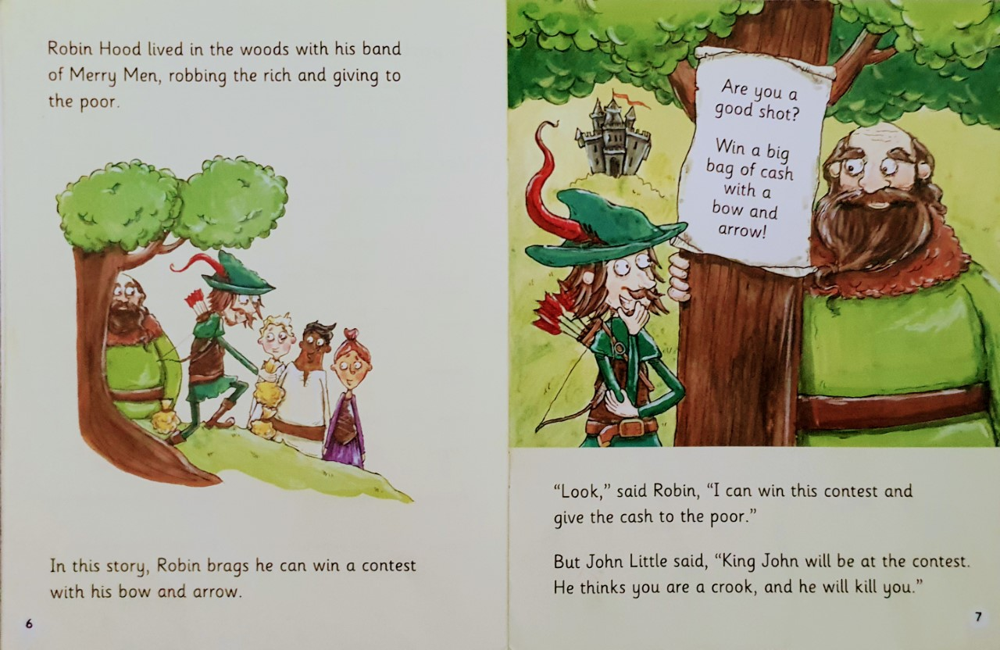 Robin Hood lived in the woods with his band
of Merry Men, robbing the rich and giving to
the poor.
In this story, Robin brags he can win a contest
with his bow and arrow.
6
Are you a
good shot?
Win a big
bag of cash
with a
bow and
arrow!
“Look,” said Robin, “I can win this contest and
give the cash to the poor.”
But John Little said, “King John will be at the contest.
He thinks you are a crook, and he will kill you.”
7